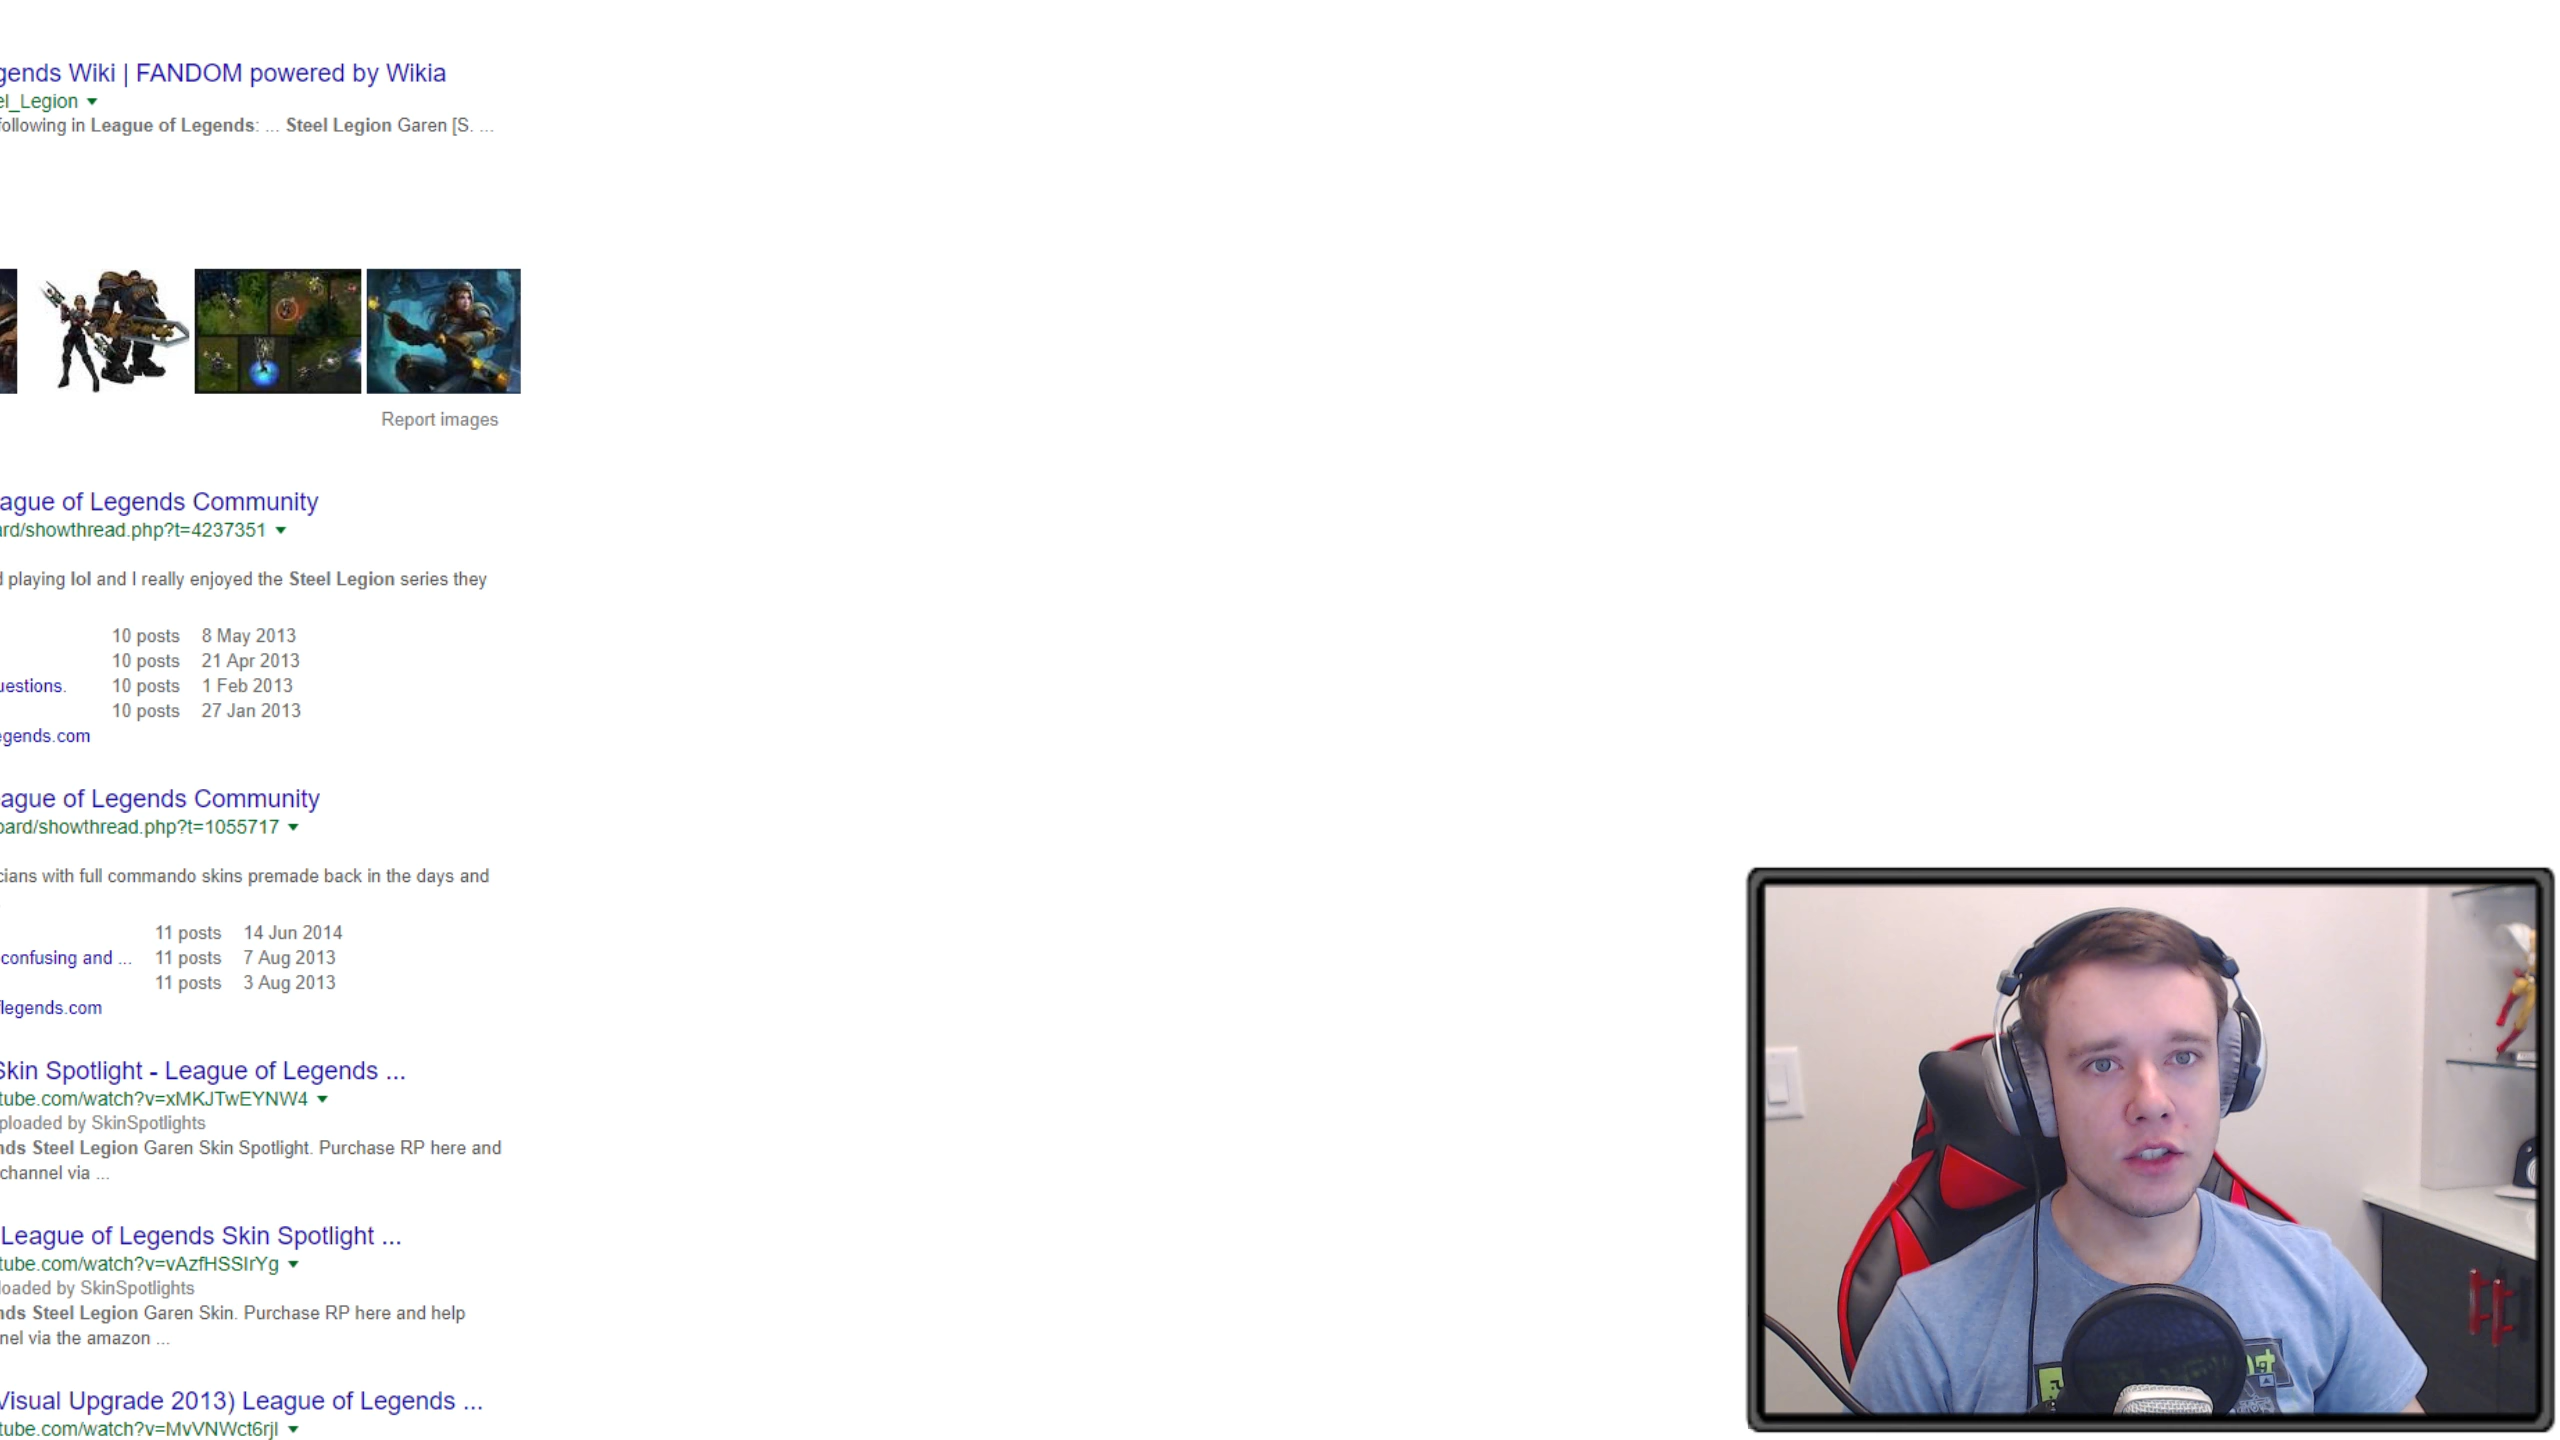 gends Wiki | FANDOM powered by Wikia
el_Legion
following in League of Legends: ... Steel Legion Garen [S. ...
Report images
ague of Legends Community
ard/showthread.php?t=4237351
d playing lol and I really enjoyed the Steel Legion series they
10 posts 8 May 2013
10 posts 21 Apr 2013
uestions. 10 posts 1 Feb 2013
10 posts 27 Jan 2013
egends.com
ague of Legends Community
oard/showthread.php?t=1055717
cians with full commando skins premade back in the days and
11 posts 14 Jun 2014
confusing and ... 11 posts 7 Aug 2013
11 posts 3 Aug 2013
flegends.com
Skin Spotlight - League of Legends ...
tube.com/watch?v=xMKJTwEYNW4
ploaded by SkinSpotlights
nds Steel Legion Garen Skin Spotlight. Purchase RP here and
channel via ...
League of Legends Skin Spotlight ...
tube.com/watch?v=vAzfHSSIrYg
loaded by SkinSpotlights
nds Steel Legion Garen Skin. Purchase RP here and help
nel via the amazon ...
Visual Upgrade 2013) League of Legends ...
tube.com/watch?v=MvVNWct6rjI